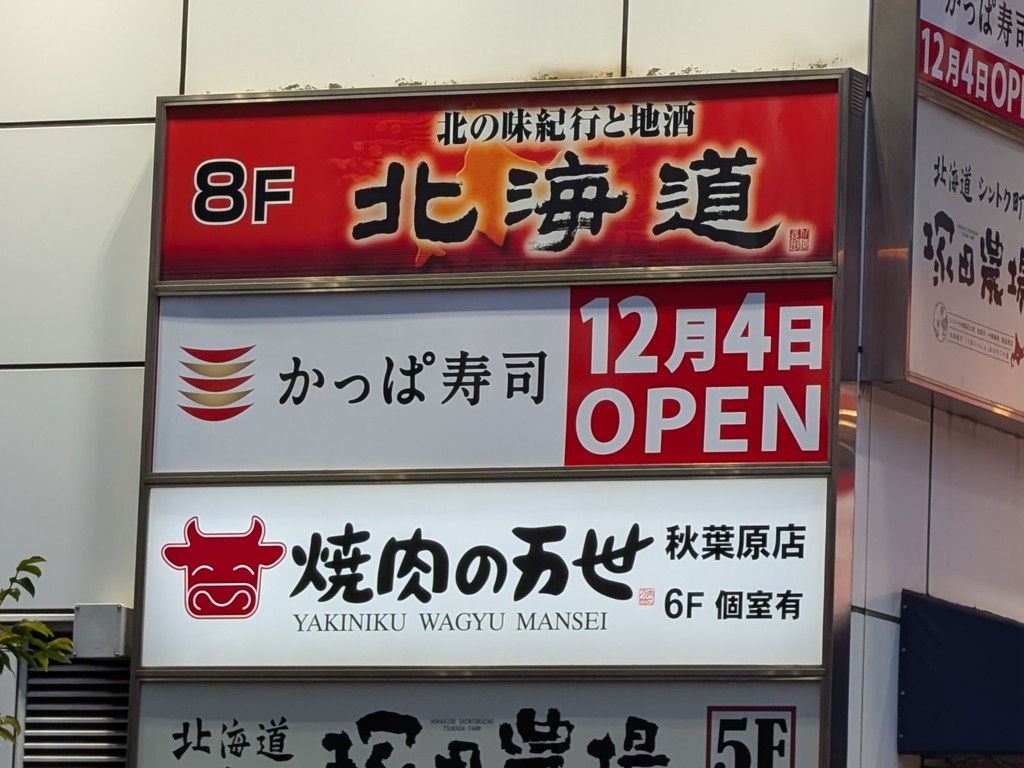 北の味紀行と地酒
8F 北海道
かっぱ寿司
12月4日
OPEN
焼肉の万世
YAKINIKU WAGYU MANSEI
秋葉原店
6F 個室有
北海道
塚田農場
5F
かっぱ寿司
12月4日OPE
北海道 シントク町
塚田農場